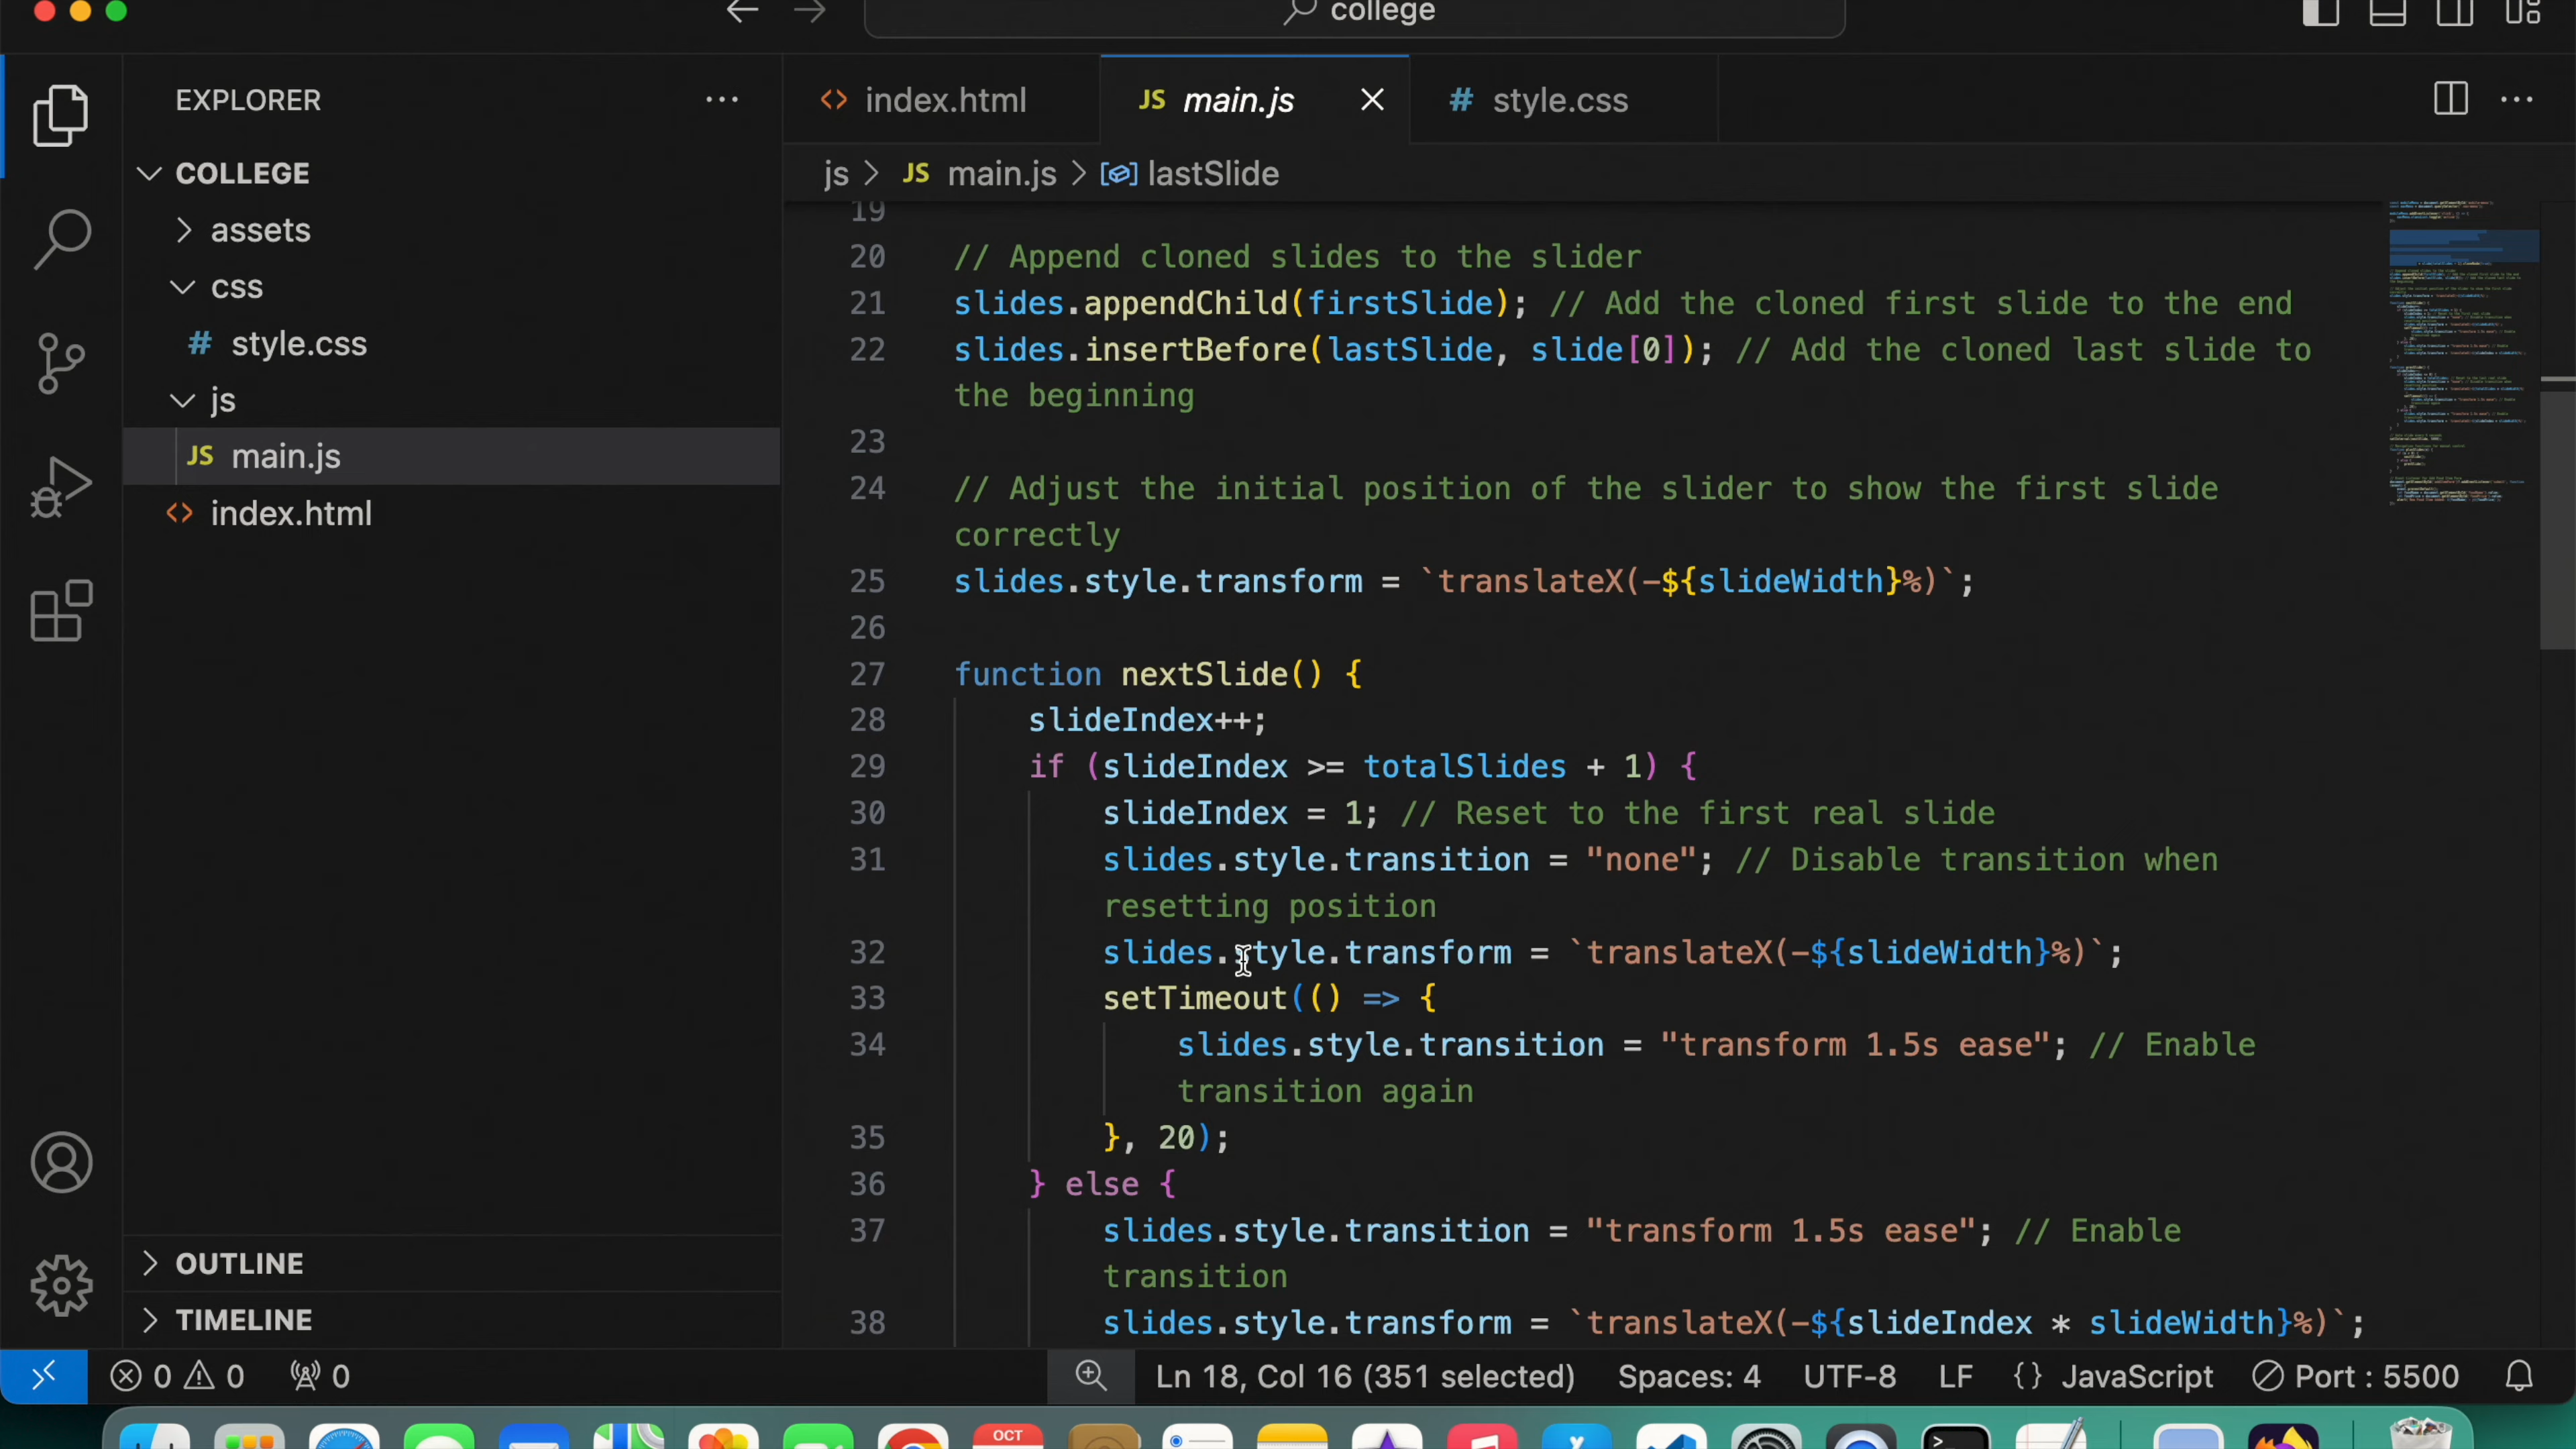 college
EXPLORER
COLLEGE
assets
css
# style.css
js
JS main.js
<> index.html
OUTLINE
TIMELINE
<> index.html JS main.js # style.css
js > JS main.js > lastSlide
19
20 // Append cloned slides to the slider
21 slides.appendChild(firstSlide); // Add the cloned first slide to the end
22 slides.insertBefore(lastSlide, slide[0]); // Add the cloned last slide to
the beginning
23
24 // Adjust the initial position of the slider to show the first slide
correctly
25 slides.style.transform = `translateX(-${slideWidth}%)`;
26
27 function nextSlide() {
28 slideIndex++;
29 if (slideIndex >= totalSlides + 1) {
30 slideIndex = 1; // Reset to the first real slide
31 slides.style.transition = "none"; // Disable transition when
resetting position
32 slides.style.transform = `translateX(-${slideWidth}%)`;
33 setTimeout(() => {
34 slides.style.transition = "transform 1.5s ease"; // Enable
transition again
35 }, 20);
36 } else {
37 slides.style.transition = "transform 1.5s ease"; // Enable
transition
38 slides.style.transform = `translateX(-${slideIndex * slideWidth}%)`;
0 0 0 Ln 18, Col 16 (351 selected) Spaces: 4 UTF-8 LF {} JavaScript Port : 5500
OCT